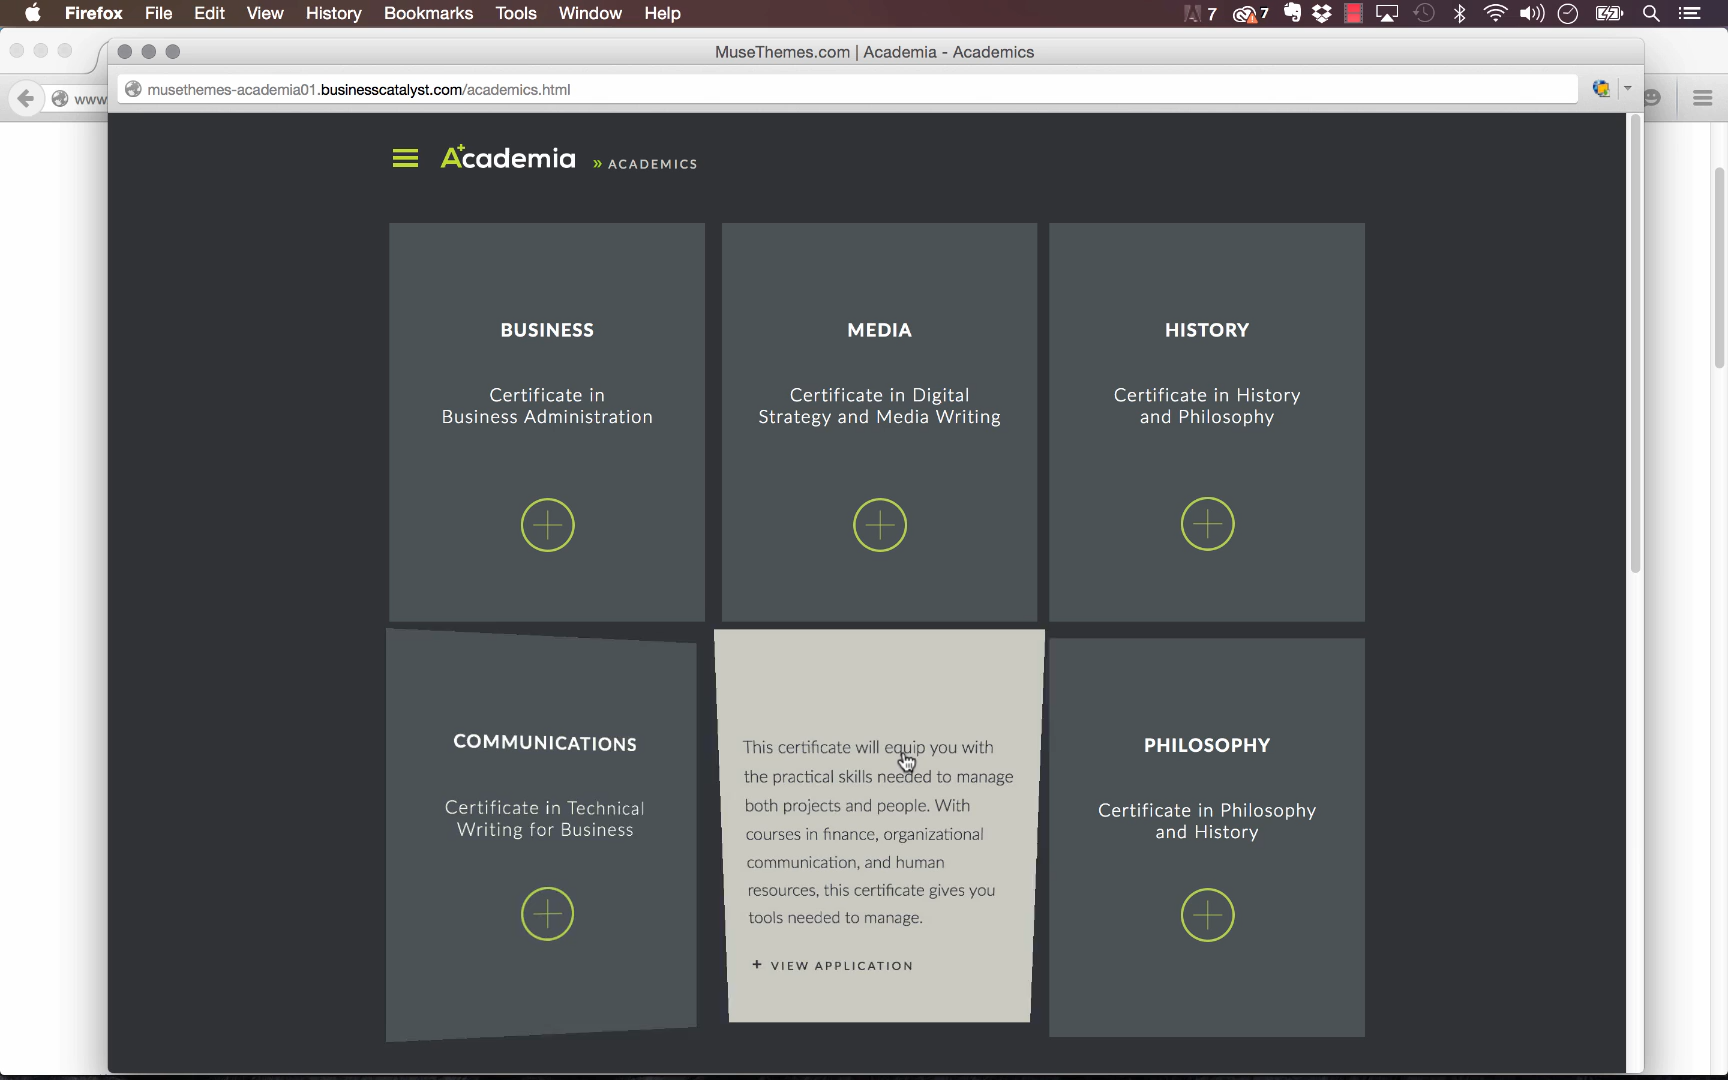 Firefox File Edit View History Bookmarks Tools Window Help 7 7
MuseThemes.com | Academia - Academics
www
musethemes-academia01.businesscatalyst.com/academics.html
Academia » ACADEMICS
BUSINESS
Certificate in
Business Administration
MEDIA
Certificate in Digital
Strategy and Media Writing
HISTORY
Certificate in History
and Philosophy
COMMUNICATIONS
Certificate in Technical
Writing for Business
This certificate will equip you with
the practical skills needed to manage
both projects and people. With
courses in finance, organizational
communication, and human
resources, this certificate gives you
tools needed to manage.
+ VIEW APPLICATION
PHILOSOPHY
Certificate in Philosophy
and History